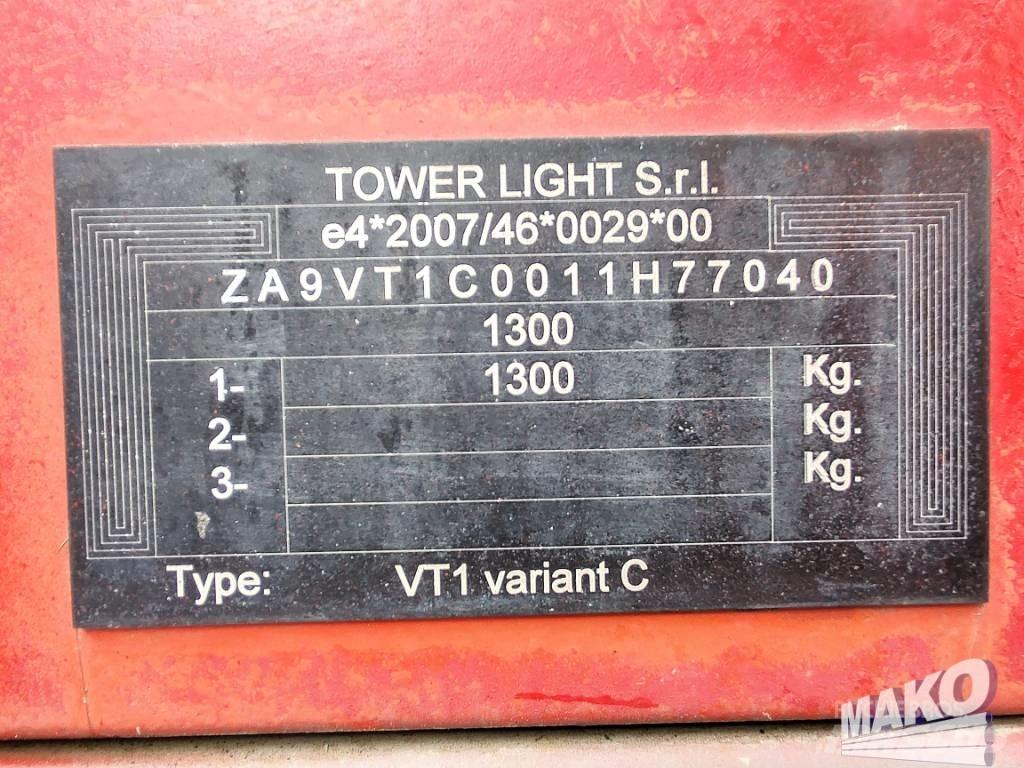 TOWER LIGHT S.r.l.
e4*2007/46*0029*00
ZA9VT1C0011H77040
1300
1- 1300 Kg.
2- Kg.
3- Kg.
Type: VT1 variant C
MAKO